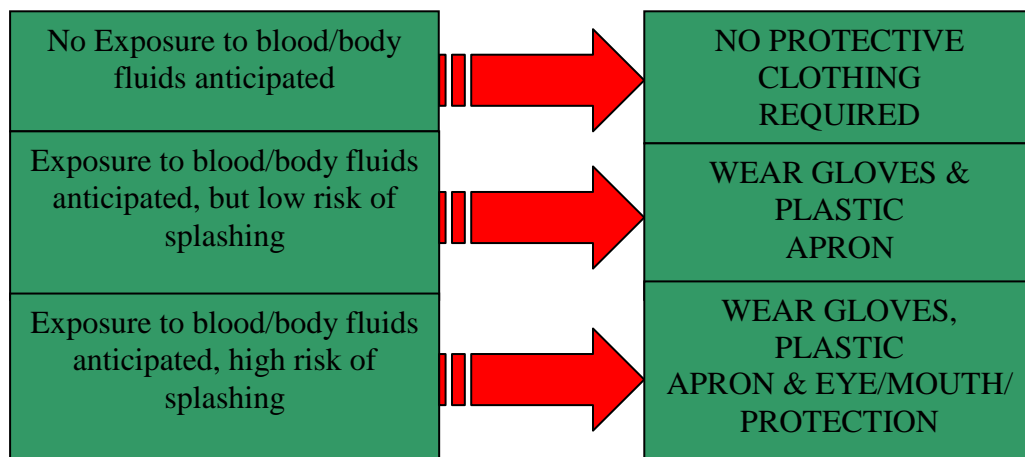 No Exposure to blood/body
fluids anticipated
NO PROTECTIVE
CLOTHING
REQUIRED
Exposure to blood/body fluids
anticipated, but low risk of
splashing
WEAR GLOVES &
PLASTIC
APRON
Exposure to blood/body fluids
anticipated, high risk of
splashing
WEAR GLOVES,
PLASTIC
APRON & EYE/MOUTH/
PROTECTION